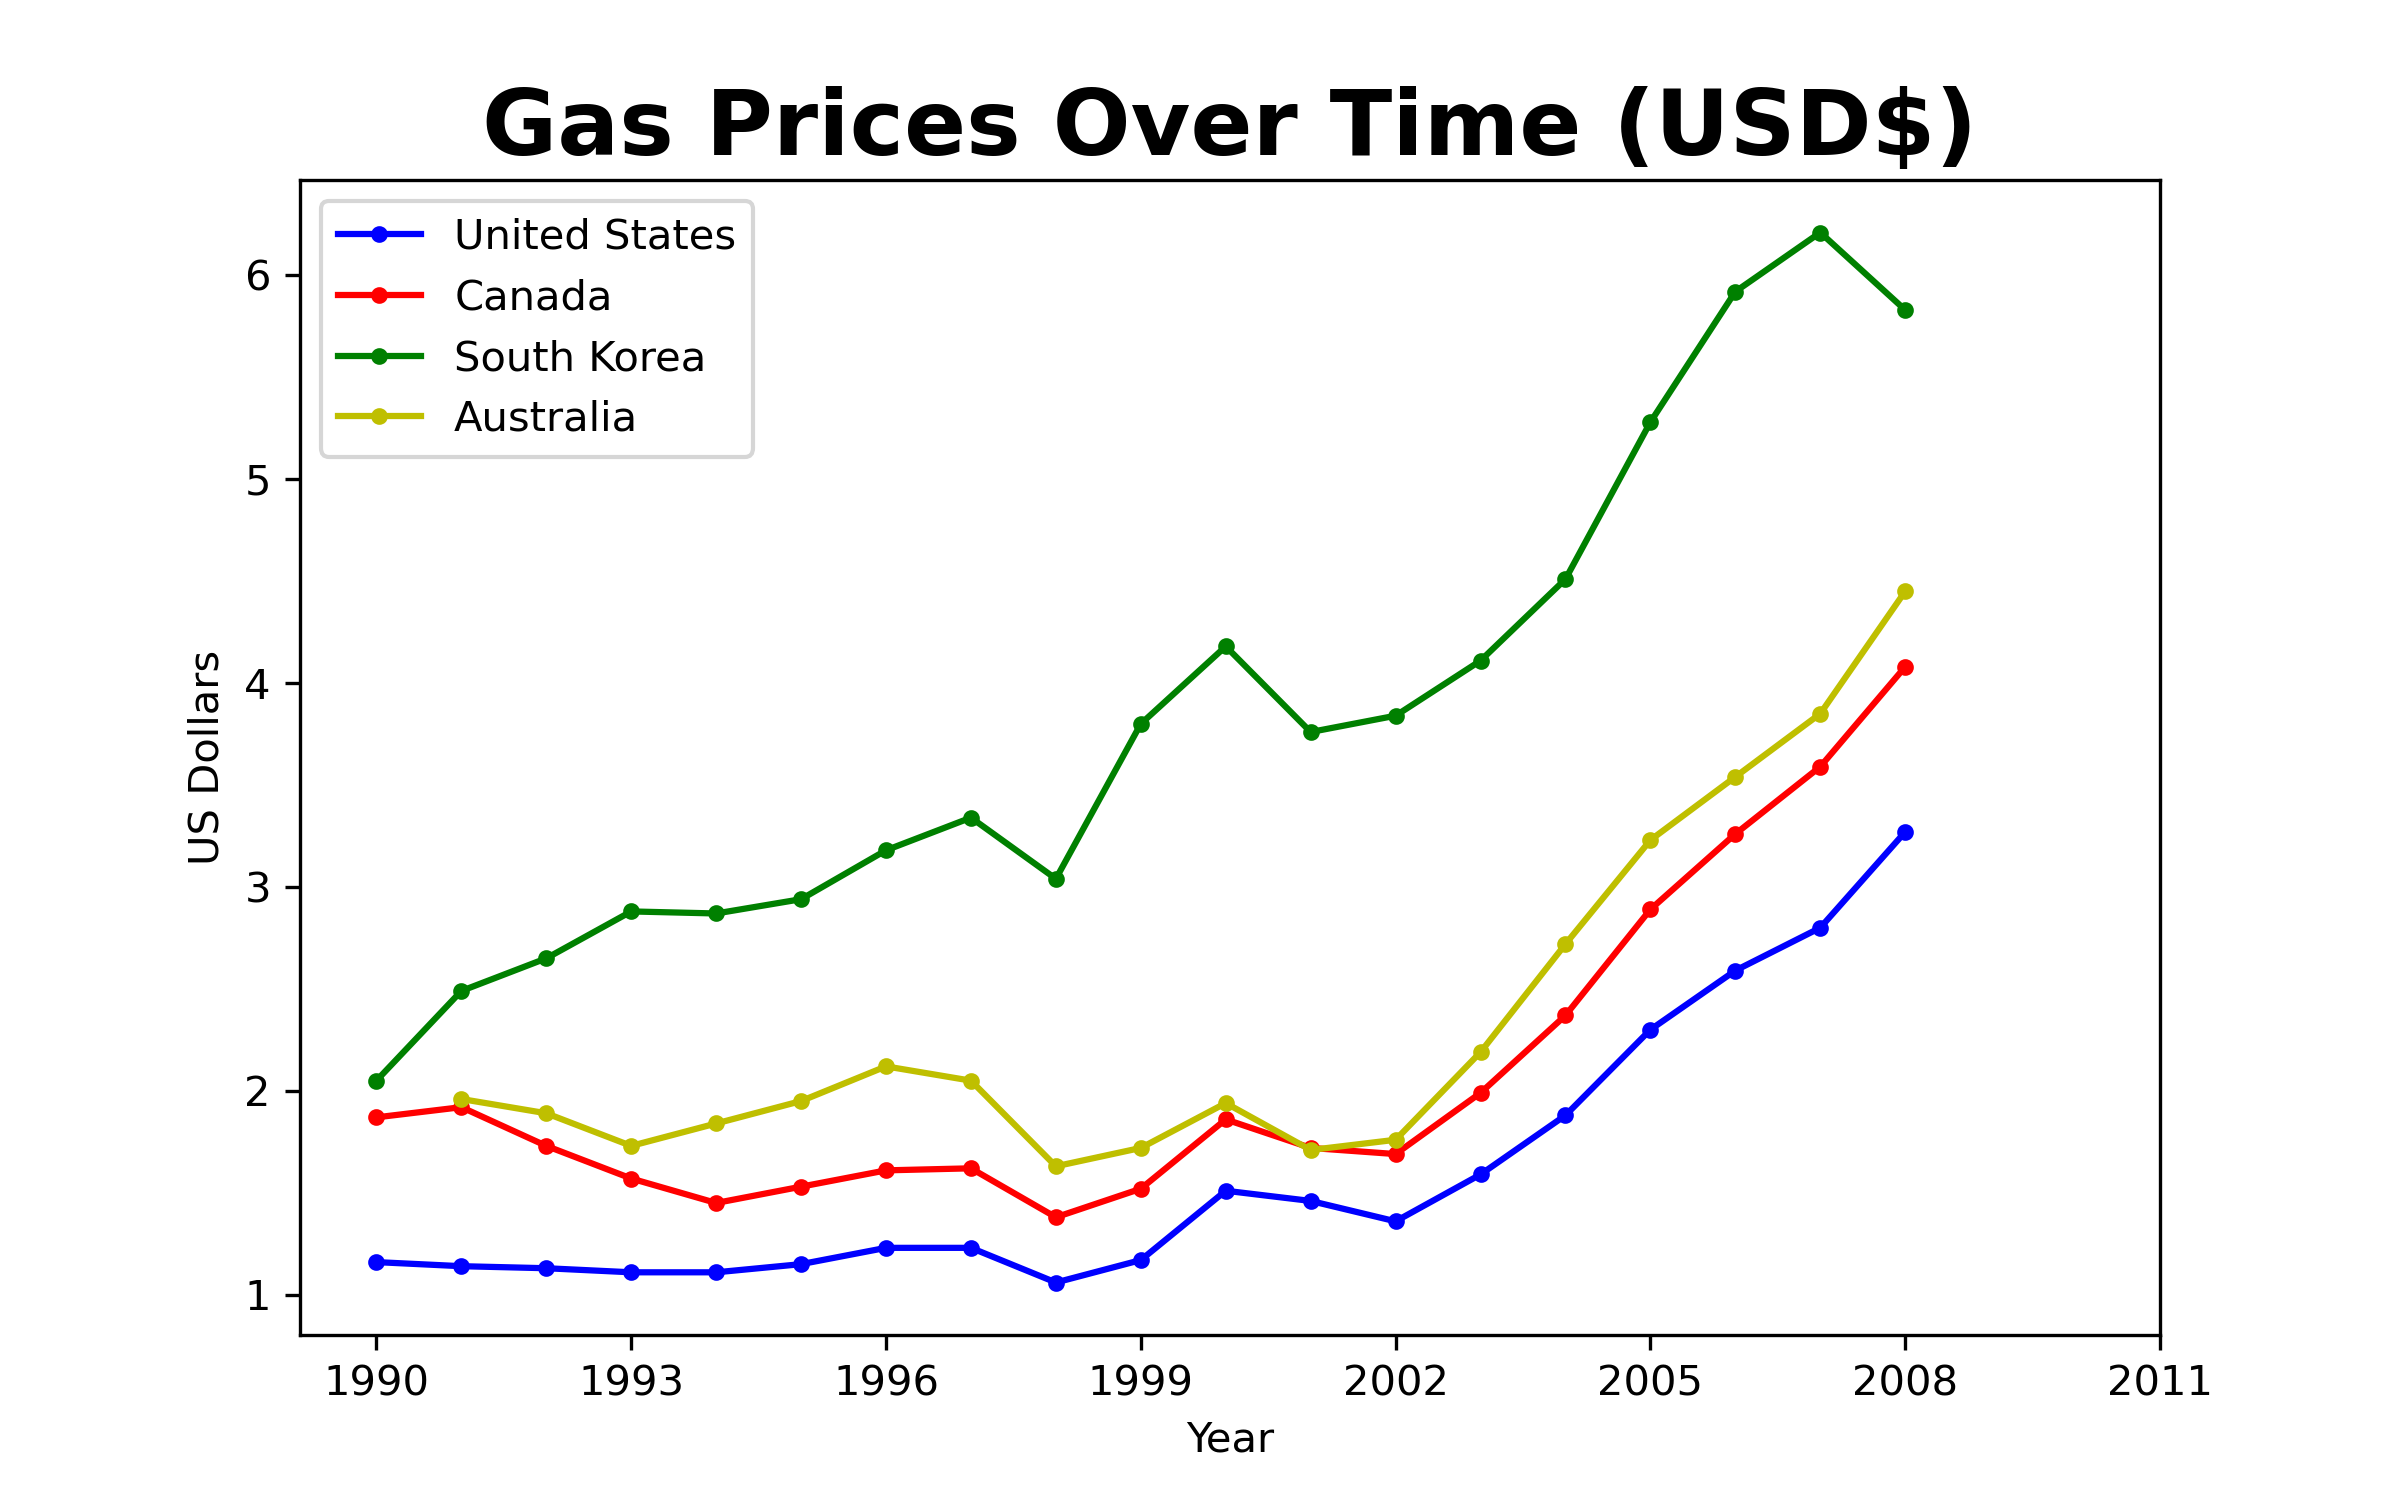 Gas Prices Over Time (USD$)
United States
Canada
South Korea
Australia
6
5
4
3
2
1
US Dollars
1990 1993 1996 1999 2002 2005 2008 2011
Year